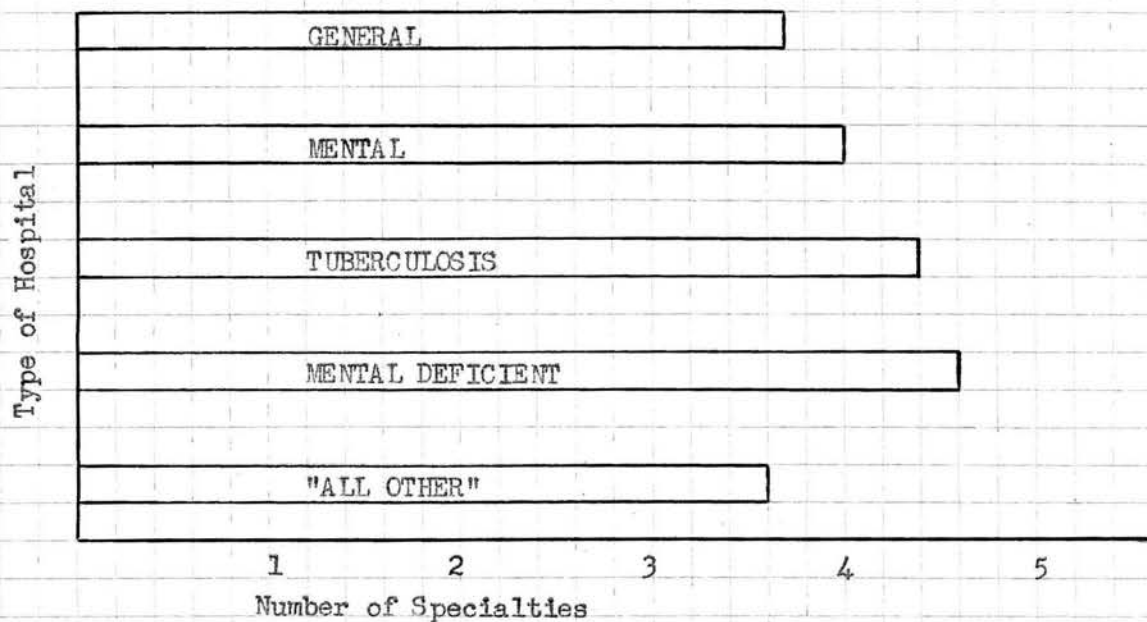 GENERAL
MENTAL
TUBERCULOSIS
MENTAL DEFICIENT
"ALL OTHER"
Type of Hospital
1 2 3 4 5
Number of Specialties